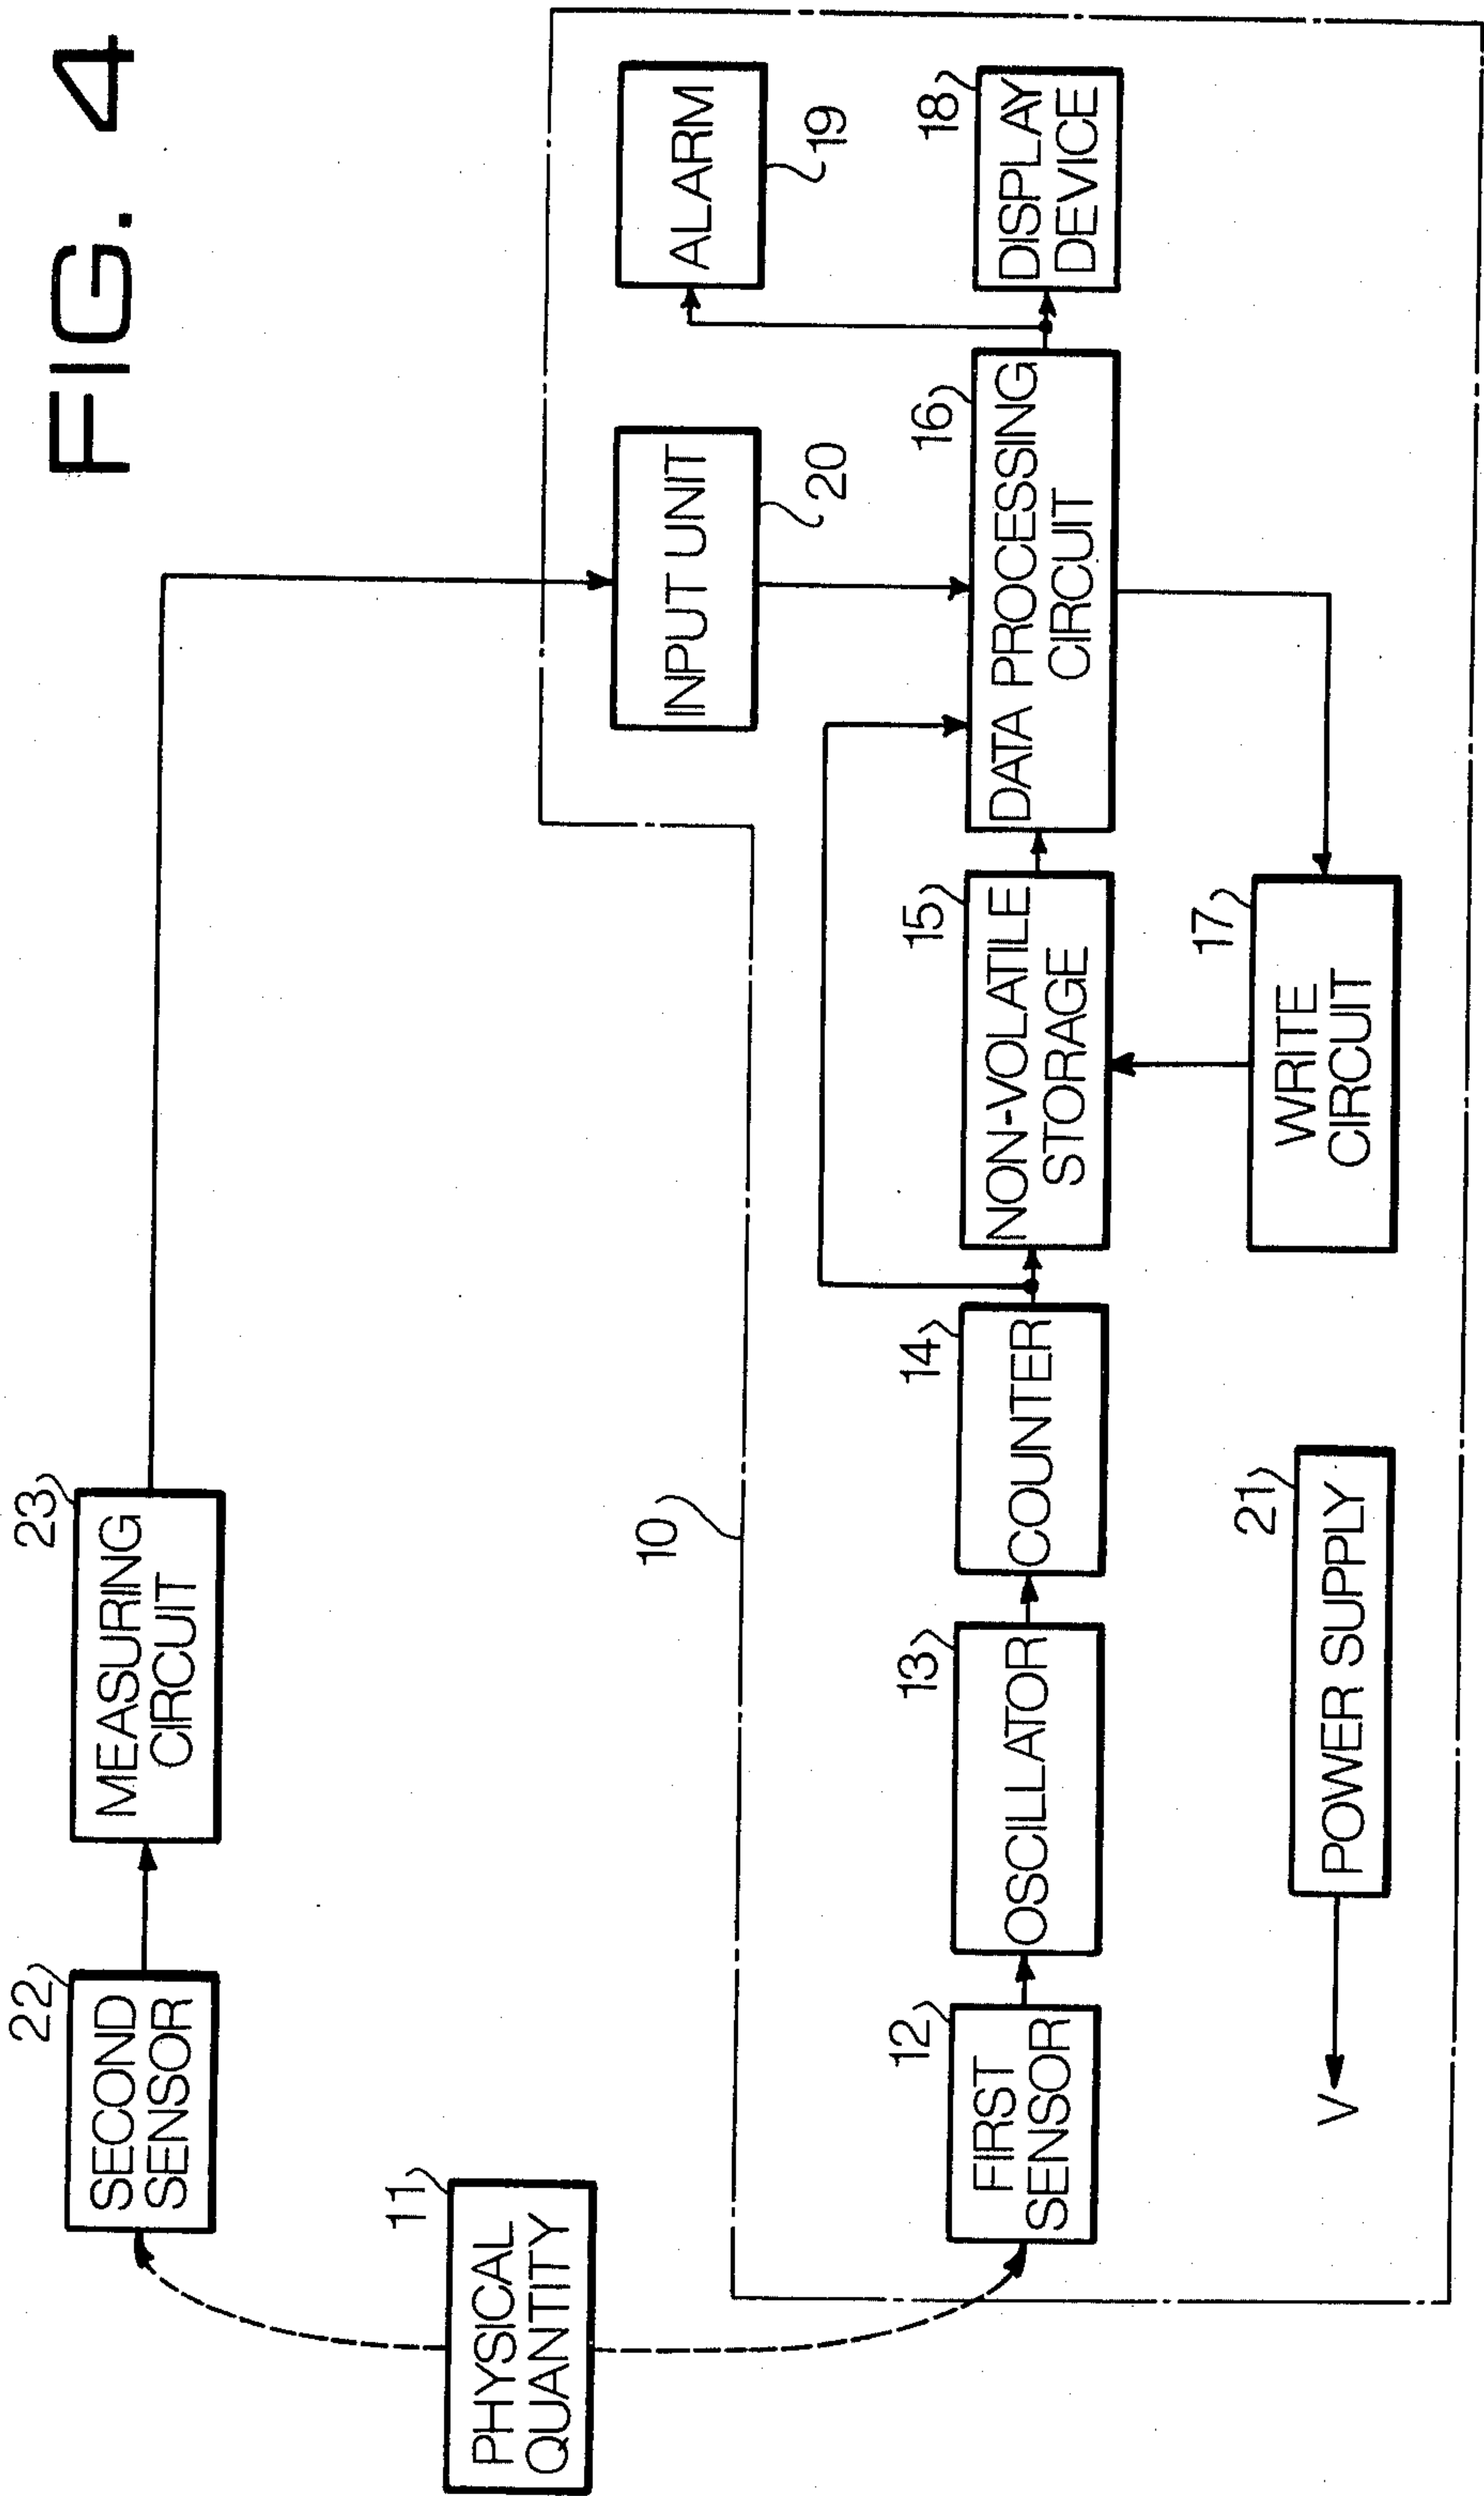 FIG. 4
22
SECOND
SENSOR
23
MEASURING
CIRCUIT
11
PHYSICAL
QUANTITY
10
INPUT UNIT
20
ALARM
19
12
FIRST
SENSOR
13
OSCILLATOR
14
COUNTER
15
NON-VOLATILE
STORAGE
16
DATA PROCESSING
CIRCUIT
18
DISPLAY
DEVICE
V
21
POWER SUPPLY
17
WRITE
CIRCUIT